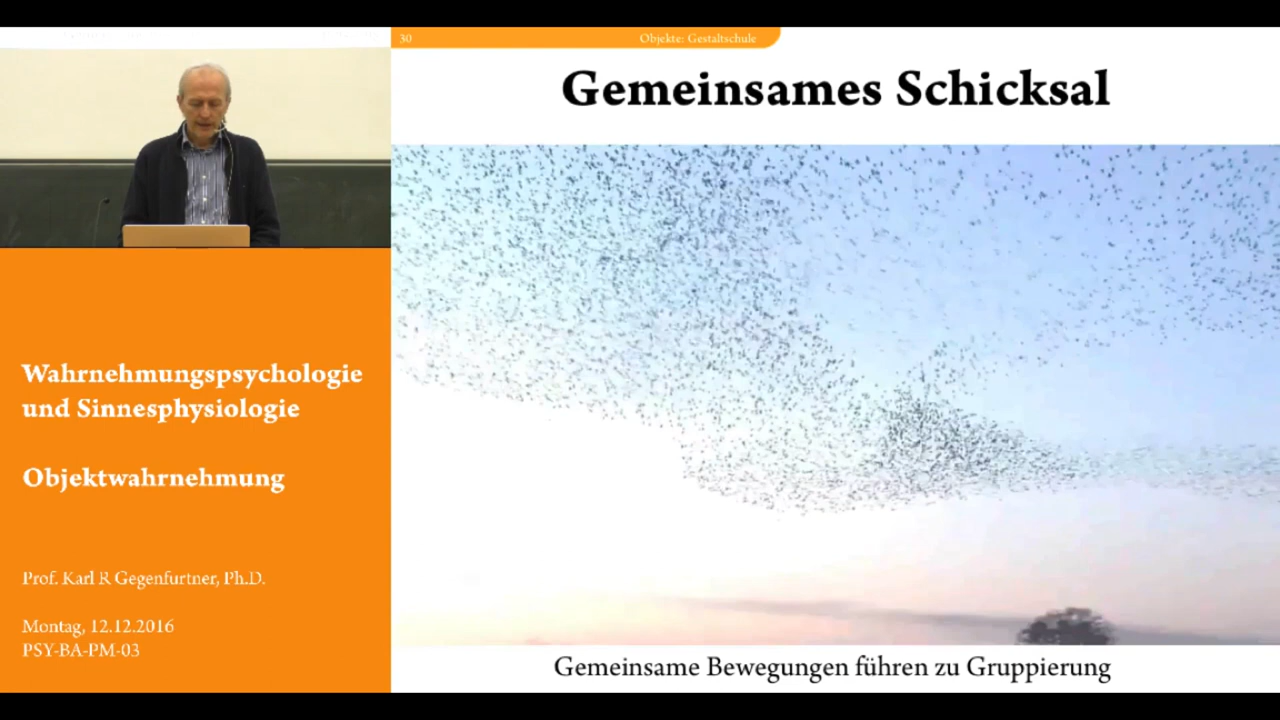 30
Objekte: Gestaltschule
Gemeinsames Schicksal
Wahrnehmungspsychologie
und Sinnesphysiologie
Objektwahrnehmung
Prof. Karl R Gegenfurtner, Ph.D.
Montag, 12.12.2016
PSY-BA-PM-03
Gemeinsame Bewegungen führen zu Gruppierung